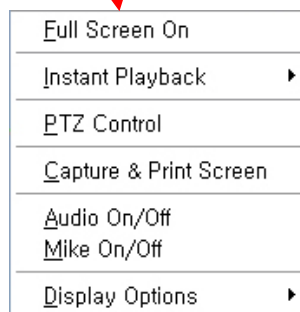 Full Screen On
Instant Playback
PTZ Control
Capture & Print Screen
Audio On/Off
Mike On/Off
Display Options